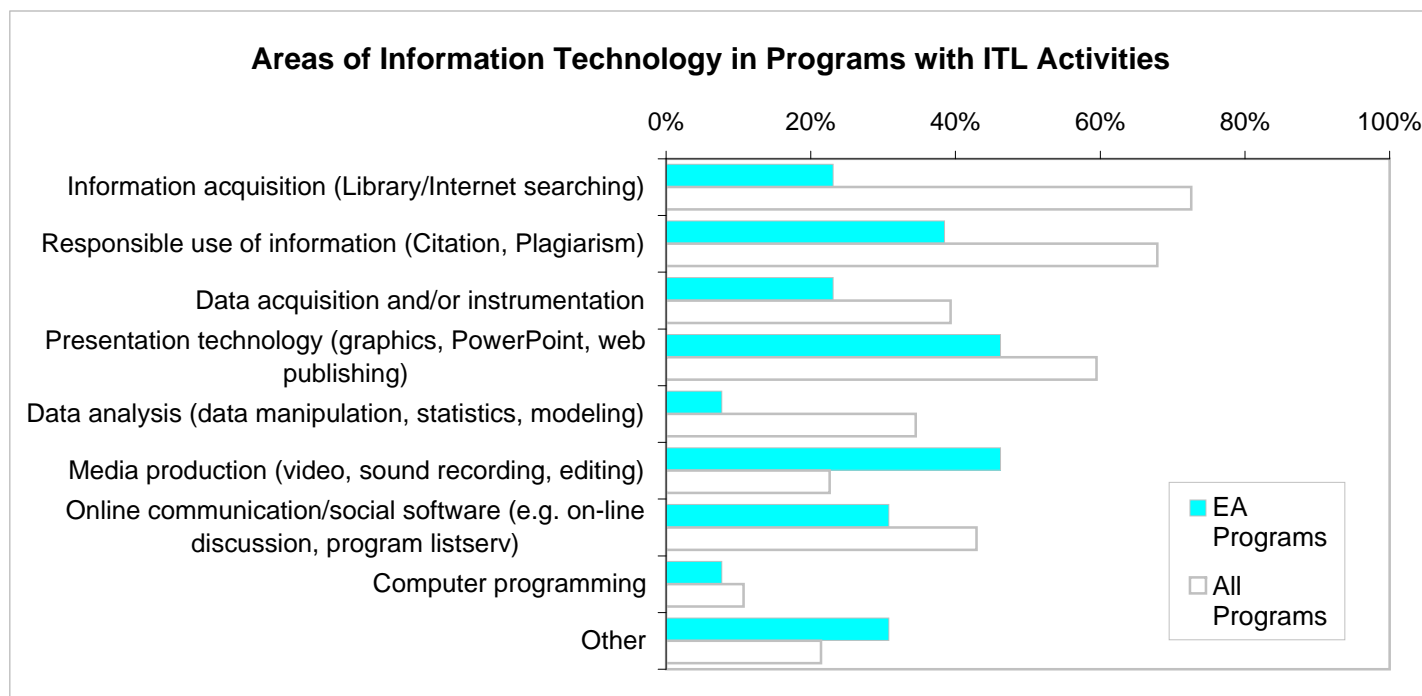 Areas of Information Technology in Programs with ITL Activities
0% 20% 40% 60% 80% 100%
Information acquisition (Library/Internet searching)
Responsible use of information (Citation, Plagiarism)
Data acquisition and/or instrumentation
Presentation technology (graphics, PowerPoint, web
publishing)
Data analysis (data manipulation, statistics, modeling)
Media production (video, sound recording, editing)
Online communication/social software (e.g. on-line
discussion, program listserv)
Computer programming
Other
EA
Programs
All
Programs